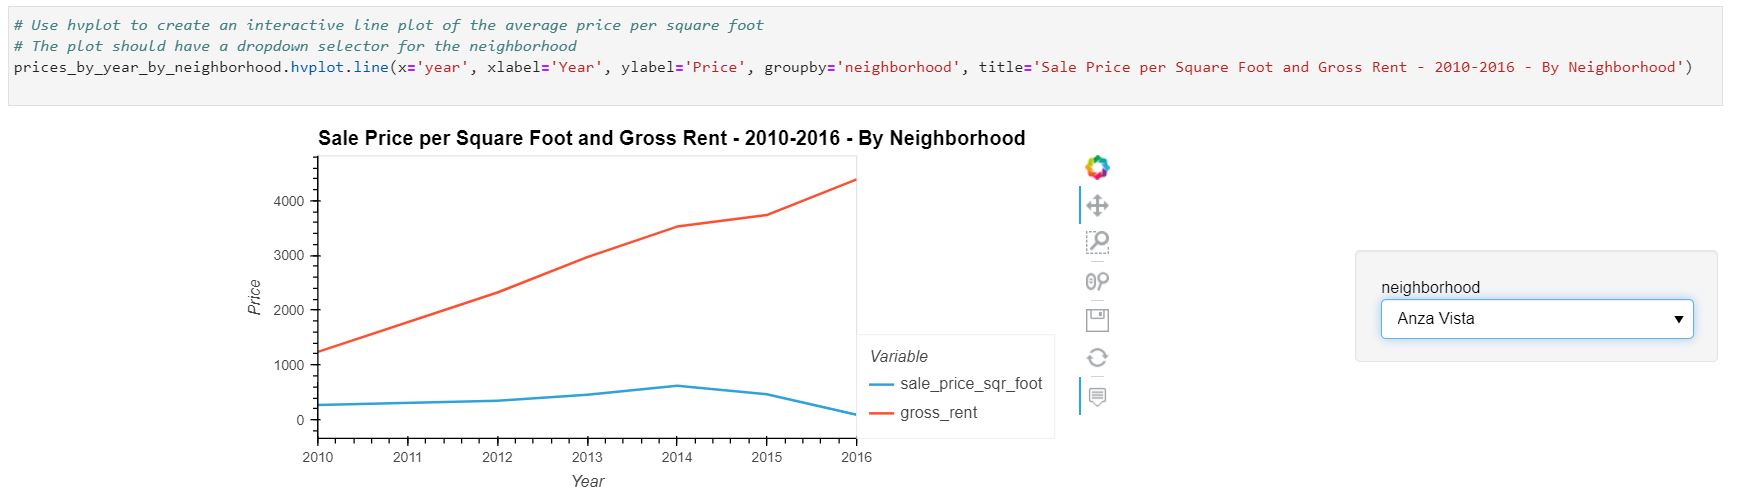 # Use hvplot to create an interactive line plot of the average price per square foot
# The plot should have a dropdown selector for the neighborhood
prices_by_year_by_neighborhood.hvplot.line(x='year', xlabel='Year', ylabel='Price', groupby='neighborhood', title='Sale Price per Square Foot and Gross Rent - 2010-2016 - By Neighborhood')
Sale Price per Square Foot and Gross Rent - 2010-2016 - By Neighborhood
4000
3000
2000
1000
0
Price
2010 2011 2012 2013 2014 2015 2016
Year
Variable
sale_price_sqr_foot
gross_rent
neighborhood
Anza Vista